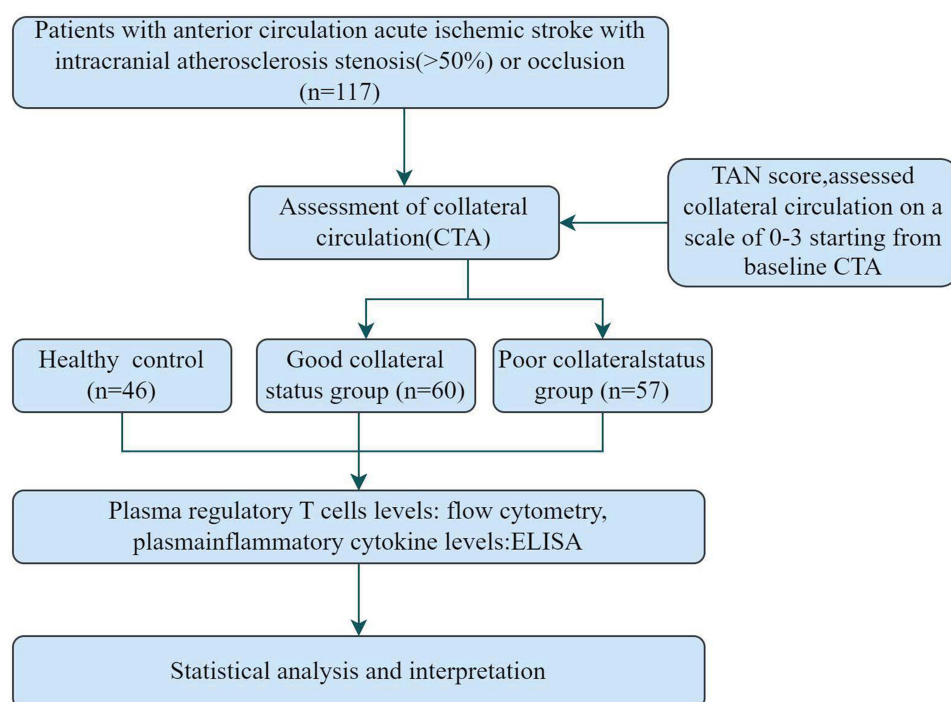 Patients with anterior circulation acute ischemic stroke with
intracranial atherosclerosis stenosis(>50%) or occlusion
(n=117)
Assessment of collateral
circulation(CTA)
TAN score,assessed
collateral circulation on a
scale of 0-3 starting from
baseline CTA
Healthy control
(n=46)
Good collateral
status group (n=60)
Poor collateralstatus
group (n=57)
Plasma regulatory T cells levels: flow cytometry,
plasmainflammatory cytokine levels:ELISA
Statistical analysis and interpretation